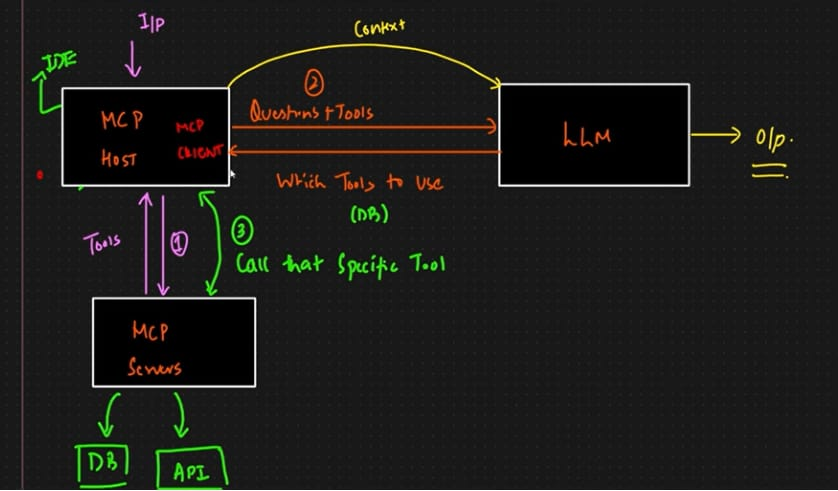 I/P
Context
IDE
②
Questions + Tools
MCP
HOST
MCP
CLIENT
LLM
O/p.
Which Tools to use
(DB)
Tools
①
③
Call that Specific Tool
MCP
Servers
DB
API